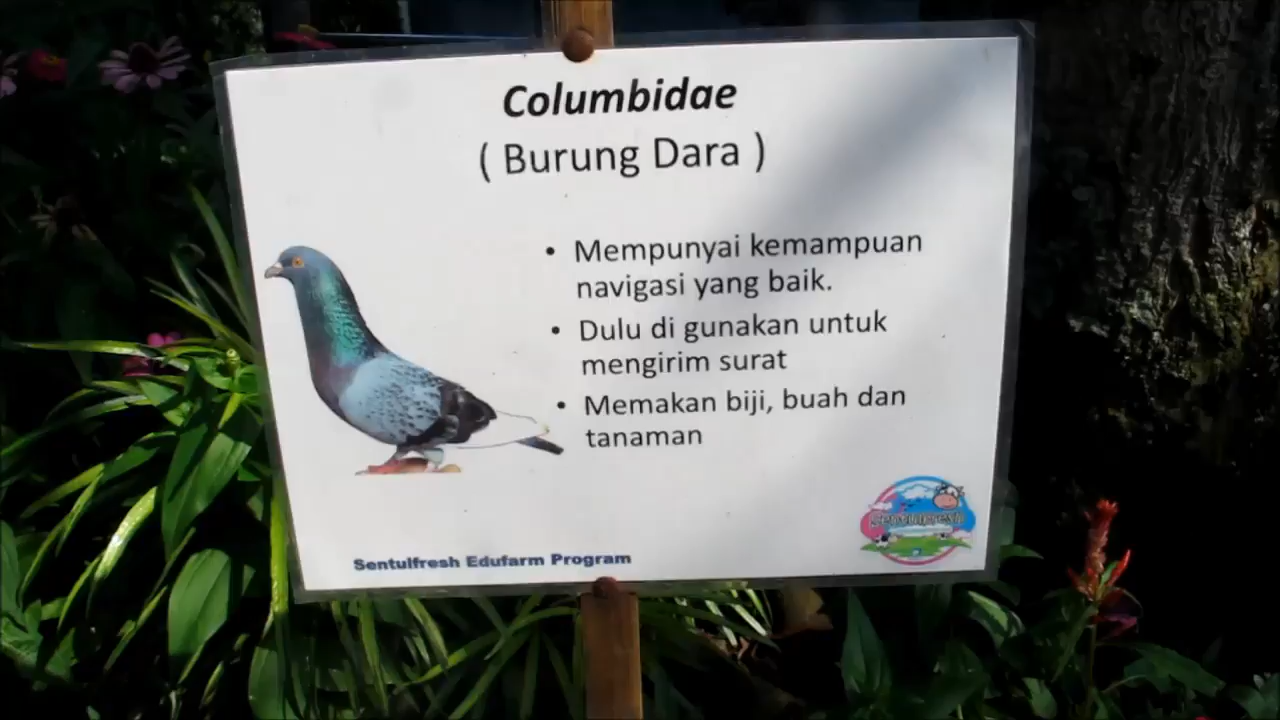 Columbidae
( Burung Dara )
• Mempunyai kemampuan
navigasi yang baik.
• Dulu di gunakan untuk
mengirim surat
• Memakan biji, buah dan
tanaman
Sentulfresh
Sentulfresh Edufarm Program